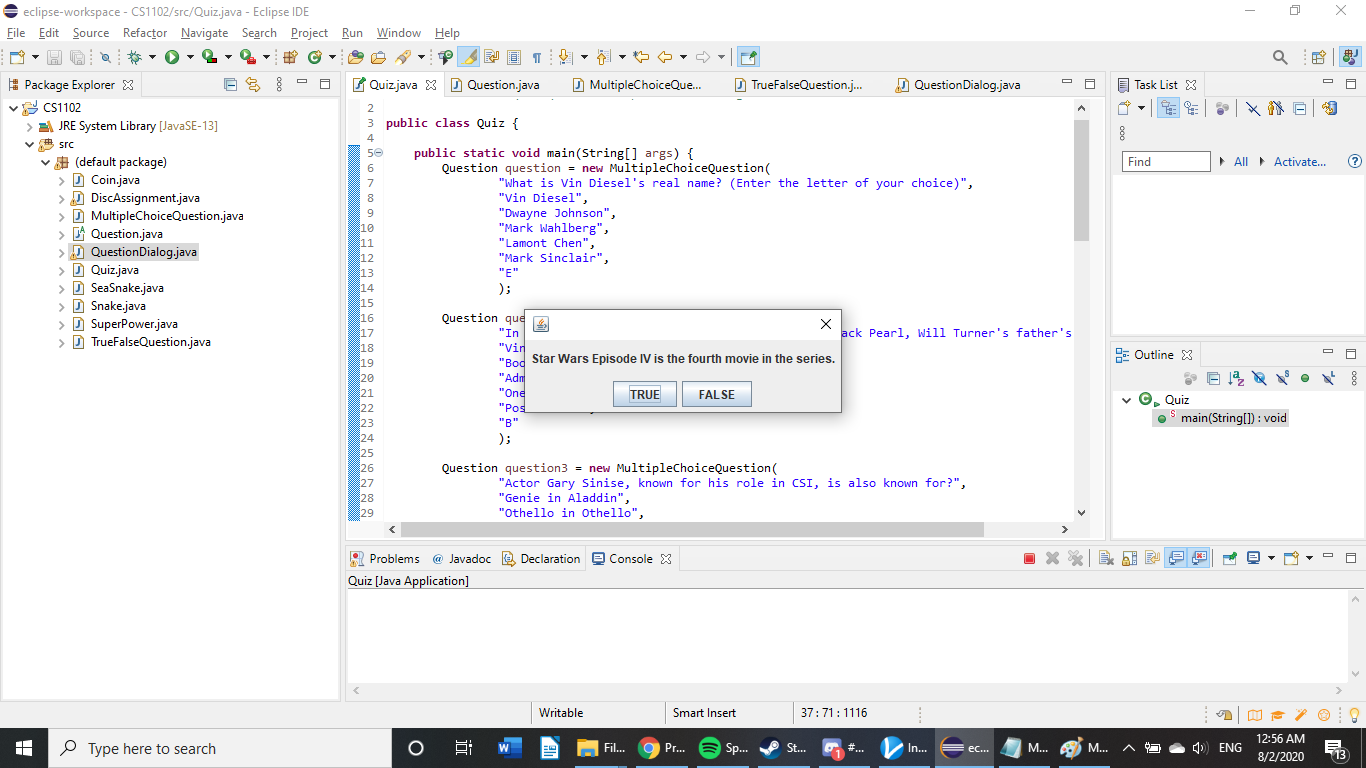 eclipse-workspace - CS1102/src/Quiz.java - Eclipse IDE
File Edit Source Refactor Navigate Search Project Run Window Help
Package Explorer
CS1102
JRE System Library [JavaSE-13]
src
(default package)
Coin.java
DiscAssignment.java
MultipleChoiceQuestion.java
Question.java
QuestionDialog.java
Quiz.java
SeaSnake.java
Snake.java
SuperPower.java
TrueFalseQuestion.java
Quiz.java Question.java MultipleChoiceQue... TrueFalseQuestion.j... QuestionDialog.java
2
3 public class Quiz {
4
5 public static void main(String[] args) {
6 Question question = new MultipleChoiceQuestion(
7 "What is Vin Diesel's real name? (Enter the letter of your choice)",
8 "Vin Diesel",
9 "Dwayne Johnson",
10 "Mark Wahlberg",
11 "Lamont Chen",
12 "Mark Sinclair",
13 "E"
14 );
15
16 Question que
17 "In ack Pearl, Will Turner's father's
18 "Vin
19 "Boo
20 "Adm
21 "One
22 "Pos
23 "B"
24 );
25
26 Question question3 = new MultipleChoiceQuestion(
27 "Actor Gary Sinise, known for his role in CSI, is also known for?",
28 "Genie in Aladdin",
29 "Othello in Othello",
Star Wars Episode IV is the fourth movie in the series.
TRUE FALSE
Task List
Find All Activate...
Outline
Quiz
main(String[]) : void
Problems Javadoc Declaration Console
Quiz [Java Application]
Writable Smart Insert 37 : 71 : 1116
Type here to search
Fil... Pr... Sp... St... #... In... ec... M... M... ENG
12:56 AM
8/2/2020
13